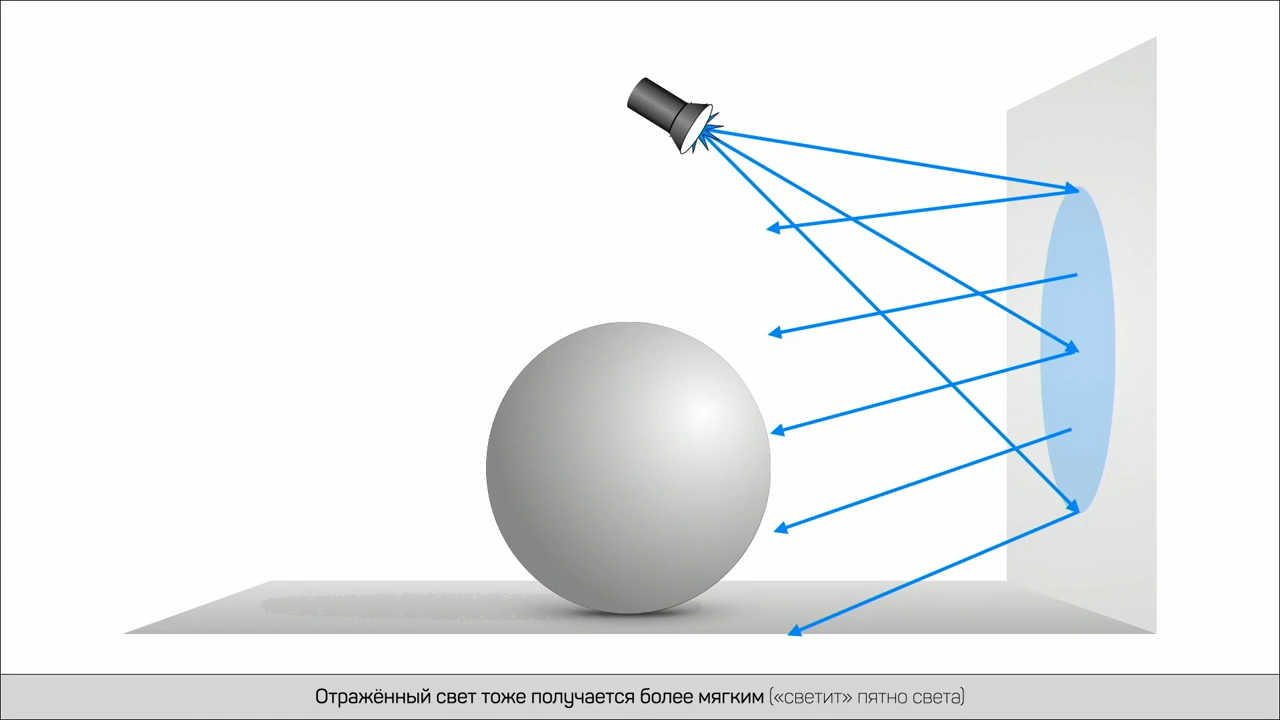 Отражённый свет тоже получается более мягким («светит» пятно света)